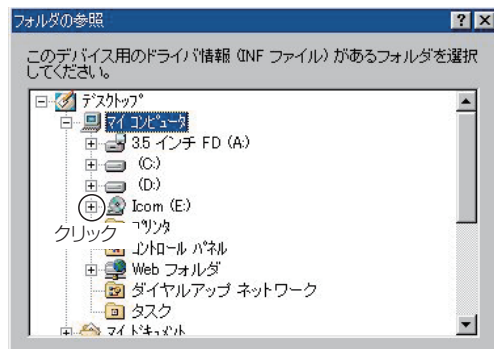 フォルダの参照
このデバイス用のドライバ情報 (INF ファイル) があるフォルダを選択
してください。
デスクトップ
マイ コンピュータ
3.5 インチ FD (A:)
(C:)
(D:)
Icom (E:)
クリック
プリンタ
コントロール パネル
Web フォルダ
ダイヤルアップ ネットワーク
タスク
マイ ドキュメント